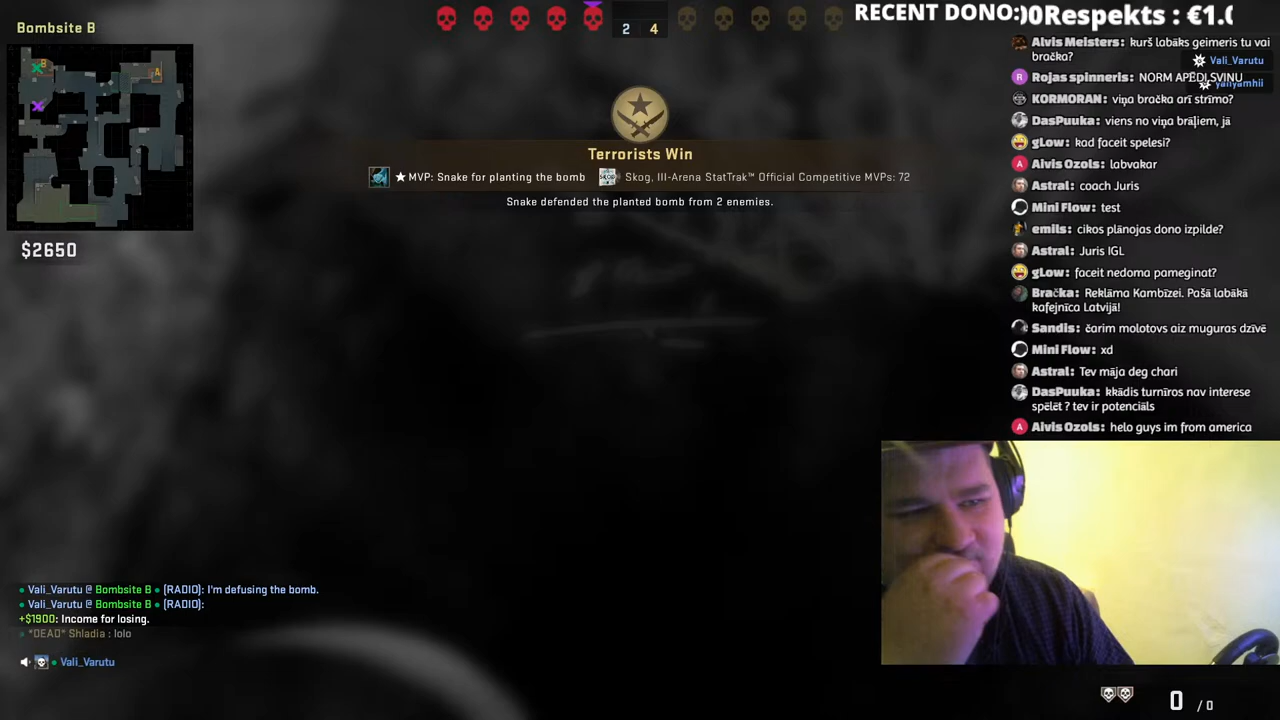 Bombsite B
B
A
$2650
2 4
Terrorists Win
★ MVP: Snake for planting the bomb Skog, III-Arena StatTrak™ Official Competitive MVPs: 72
Snake defended the planted bomb from 2 enemies.
RECENT DONO:
Respekts : €1.
Vali_Varutu
Alvis Meisters: kurš labāks geimeris tu vai
bračka?
Rojas spinneris: NORM APĒDI SVIŅU
KORMORAN: viņa bračka arī strīmo?
DasPuuka: viens no viņa brāļiem, jā
gLow: kad faceit spelesi?
Aivis Ozols: labvakar
Astral: coach Juris
Mini Flow: test
emils: cikos plānojas dono izpilde?
Astral: Juris IGL
gLow: faceit nedoma pameginat?
Bračka: Reklāma Kambīzei. Pašā labākā
kafejnīca Latvijā!
Sandis: čarim molotovs aiz muguras dzīvē
Mini Flow: xd
Astral: Tev māja deg chari
DasPuuka: kkādis turnīros nav interese
spēlēt ? tev ir potenciāls
Aivis Ozols: helo guys im from america
Vali_Varutu @ Bombsite B • (RADIO): I'm defusing the bomb.
Vali_Varutu @ Bombsite B • (RADIO):
+$1900: Income for losing.
*DEAD* Shladia : lolo
Vali_Varutu
0 / 0